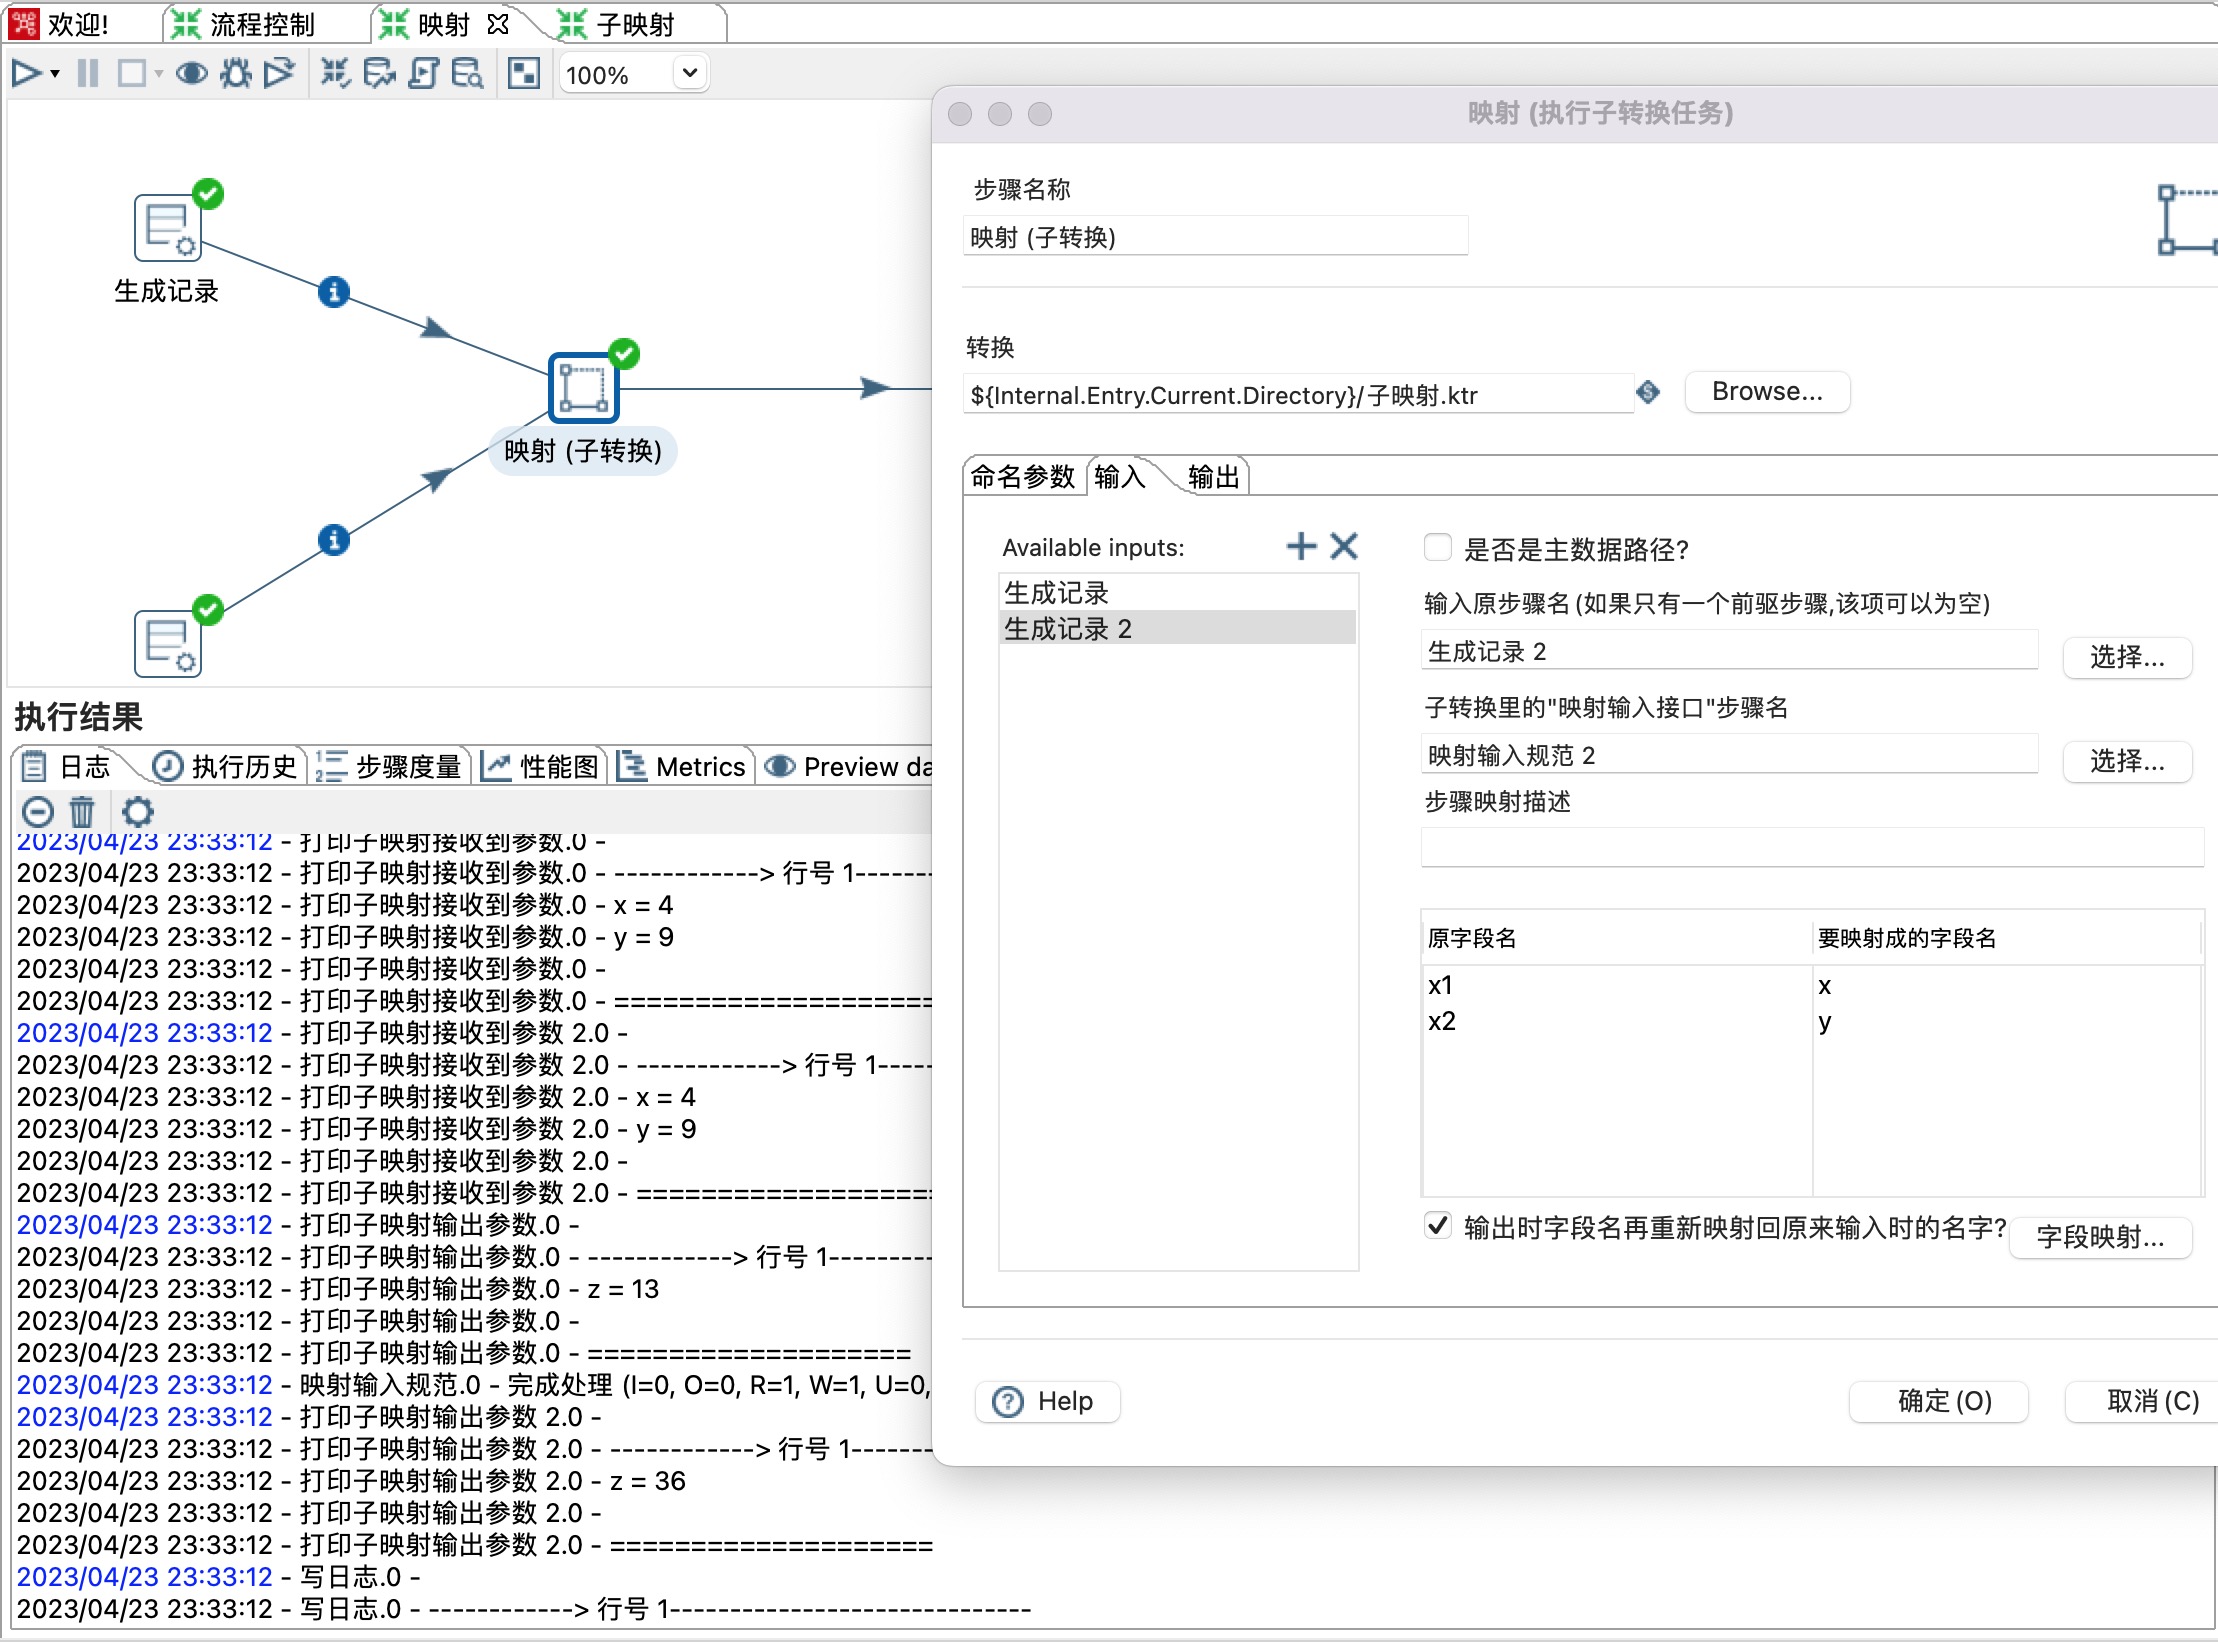 欢迎!
流程控制
映射
子映射
100%
生成记录
映射 (子转换)
映射 (执行子转换任务)
步骤名称
映射 (子转换)
转换
${Internal.Entry.Current.Directory}/子映射.ktr
Browse...
命名参数
输入
输出
Available inputs:
生成记录
生成记录 2
是否是主数据路径?
输入原步骤名(如果只有一个前驱步骤,该项可以为空)
生成记录 2
选择...
子转换里的"映射输入接口"步骤名
映射输入规范 2
选择...
步骤映射描述
原字段名 要映射成的字段名
x1 x
x2 y
输出时字段名再重新映射回原来输入时的名字?
字段映射...
Help
确定(O)
取消(C)
执行结果
日志
执行历史
步骤度量
性能图
Metrics
Preview da
2023/04/23 23:33:12 - 打印子映射接收到参数.0 -
2023/04/23 23:33:12 - 打印子映射接收到参数.0 - ------------> 行号 1-------
2023/04/23 23:33:12 - 打印子映射接收到参数.0 - x = 4
2023/04/23 23:33:12 - 打印子映射接收到参数.0 - y = 9
2023/04/23 23:33:12 - 打印子映射接收到参数.0 -
2023/04/23 23:33:12 - 打印子映射接收到参数.0 - ====================
2023/04/23 23:33:12 - 打印子映射接收到参数 2.0 -
2023/04/23 23:33:12 - 打印子映射接收到参数 2.0 - ------------> 行号 1-----
2023/04/23 23:33:12 - 打印子映射接收到参数 2.0 - x = 4
2023/04/23 23:33:12 - 打印子映射接收到参数 2.0 - y = 9
2023/04/23 23:33:12 - 打印子映射接收到参数 2.0 -
2023/04/23 23:33:12 - 打印子映射接收到参数 2.0 - ===================
2023/04/23 23:33:12 - 打印子映射输出参数.0 -
2023/04/23 23:33:12 - 打印子映射输出参数.0 - ------------> 行号 1---------
2023/04/23 23:33:12 - 打印子映射输出参数.0 - z = 13
2023/04/23 23:33:12 - 打印子映射输出参数.0 -
2023/04/23 23:33:12 - 打印子映射输出参数.0 - ====================
2023/04/23 23:33:12 - 映射输入规范.0 - 完成处理 (I=0, O=0, R=1, W=1, U=0,
2023/04/23 23:33:12 - 打印子映射输出参数 2.0 -
2023/04/23 23:33:12 - 打印子映射输出参数 2.0 - ------------> 行号 1-------
2023/04/23 23:33:12 - 打印子映射输出参数 2.0 - z = 36
2023/04/23 23:33:12 - 打印子映射输出参数 2.0 -
2023/04/23 23:33:12 - 打印子映射输出参数 2.0 - ====================
2023/04/23 23:33:12 - 写日志.0 -
2023/04/23 23:33:12 - 写日志.0 - ------------> 行号 1------------------------------